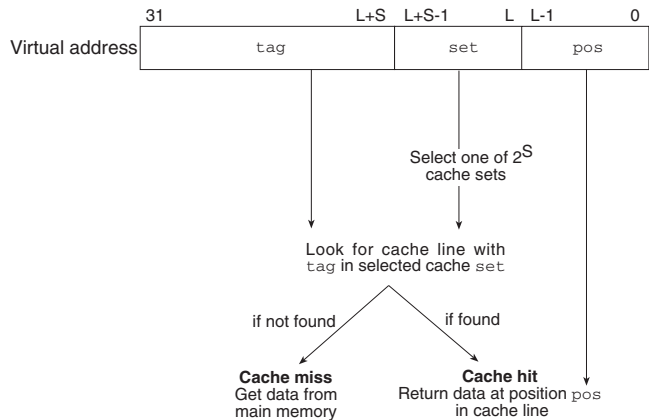 31 L+S L+S-1 L L-1 0
Virtual address tag set pos
Select one of 2S
cache sets
Look for cache line with
tag in selected cache set
if not found if found
Cache miss Cache hit
Get data from Return data at position pos
main memory in cache line